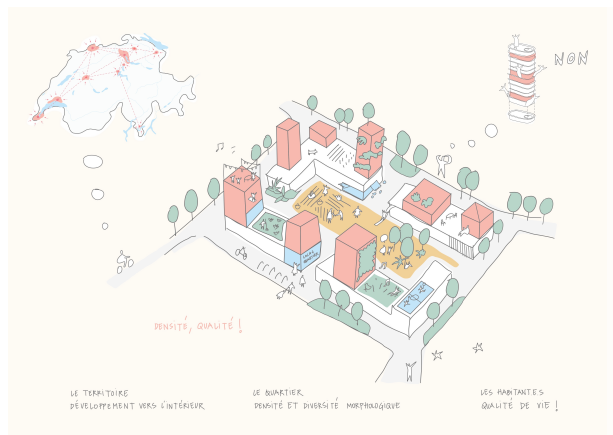 NON
DENSITÉ, QUALITÉ !
LE TERRITOIRE
DÉVELOPPEMENT VERS L'INTÉRIEUR
LE QUARTIER
DENSITÉ ET DIVERSITÉ MORPHOLOGIQUE
LES HABITANT.E.S
QUALITÉ DE VIE !